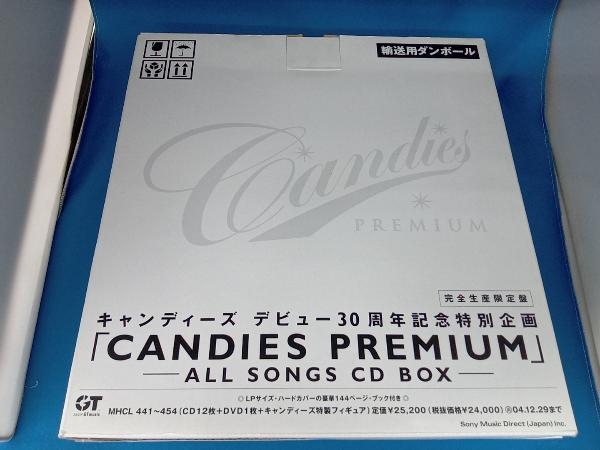 輸送用ダンボール
Candies
PREMIUM
完全生産限定盤
キャンディーズ デビュー30周年記念特別企画
「CANDIES PREMIUM」
ALL SONGS CD BOX
◎LPサイズ・ハードカバーの豪華144ページ・ブック付き◎
GT
MHCL 441〜454 (CD12枚+DVD1枚+キャンディーズ特製フィギュア) 定価¥25,200 (税抜価格¥24,000) Ⓡ04.12.29まで
Sony Music Direct (Japan) Inc.